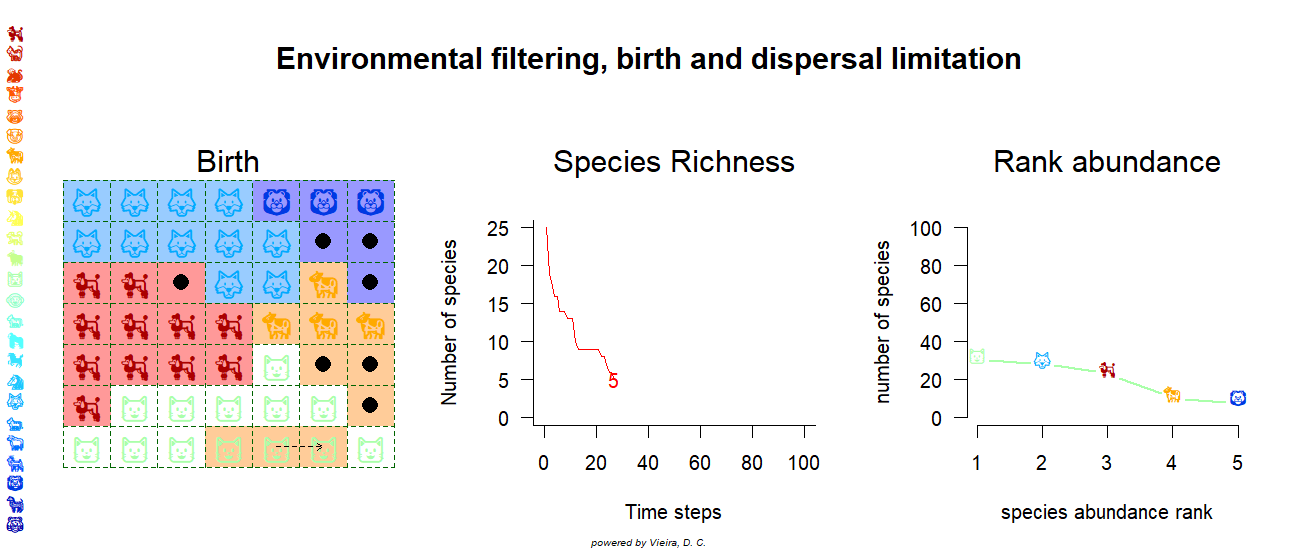 Environmental filtering, birth and dispersal limitation
Birth
Species Richness
Rank abundance
Number of species
25
20
15
10
5
0
5
0
20
40
60
80
100
Time steps
number of species
100
80
60
40
20
0
1
2
3
4
5
species abundance rank
powered by Vieira, D. C.